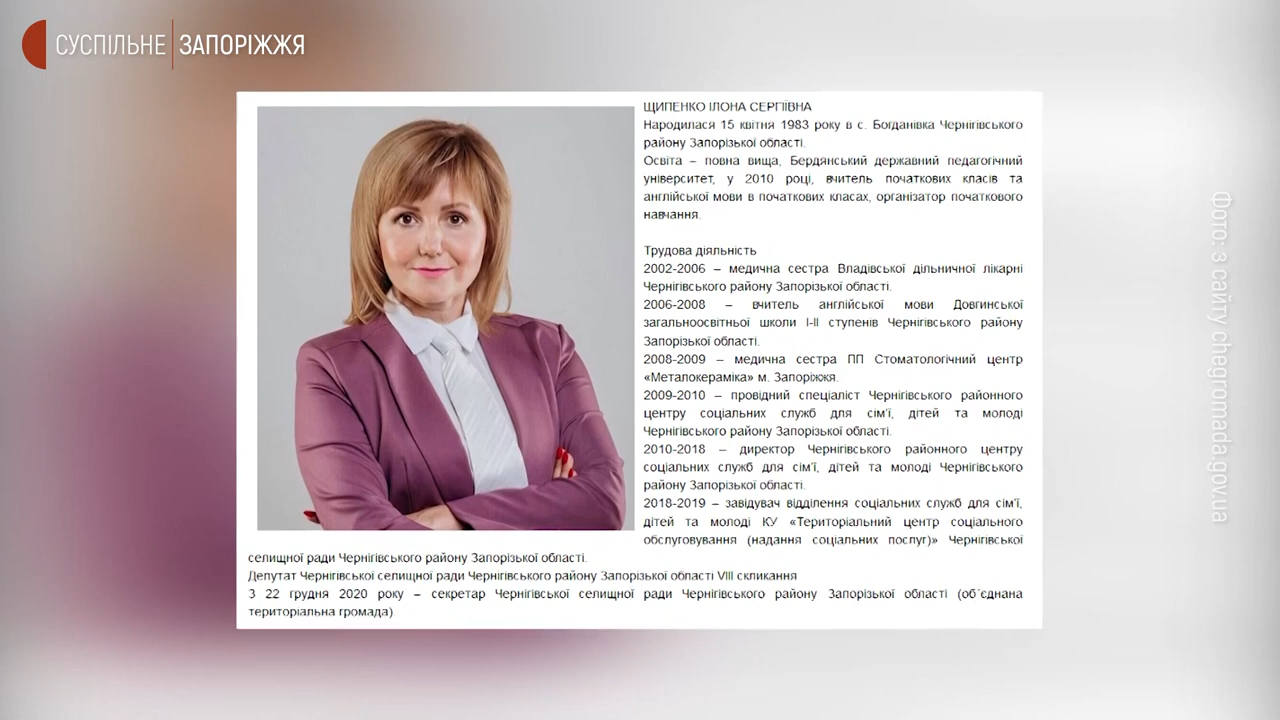 СУСПІЛЬНЕ ЗАПОРІЖЖЯ
ЩИПЕНКО ІЛОНА СЕРГІЇВНА
Народилася 15 квітня 1983 року в с. Богданівка Чернігівського
району Запорізької області.
Освіта – повна вища, Бердянський державний педагогічний
університет, у 2010 році, вчитель початкових класів та
англійської мови в початкових класах, організатор початкового
навчання.
Трудова діяльність
2002-2006 – медична сестра Владівської дільничної лікарні
Чернігівського району Запорізької області.
2006-2008 – вчитель англійської мови Довгинської
загальноосвітньої школи І-ІІ ступенів Чернігівського району
Запорізької області.
2008-2009 – медична сестра ПП Стоматологічний центр
«Металокераміка» м. Запоріжжя.
2009-2010 – провідний спеціаліст Чернігівського районного
центру соціальних служб для сім'ї, дітей та молоді
Чернігівського району Запорізької області.
2010-2018 – директор Чернігівського районного центру
соціальних служб для сім'ї, дітей та молоді Чернігівського
району Запорізької області.
2018-2019 – завідувач відділення соціальних служб для сім'ї,
дітей та молоді КУ «Територіальний центр соціального
обслуговування (надання соціальних послуг)» Чернігівської
селищної ради Чернігівського району Запорізької області.
Депутат Чернігівської селищної ради Чернігівського району Запорізької області VIII скликання
З 22 грудня 2020 року – секретар Чернігівської селищної ради Чернігівського району Запорізької області (об'єднана
територіальна громада).
Фото: з сайту chegromada.gov.ua